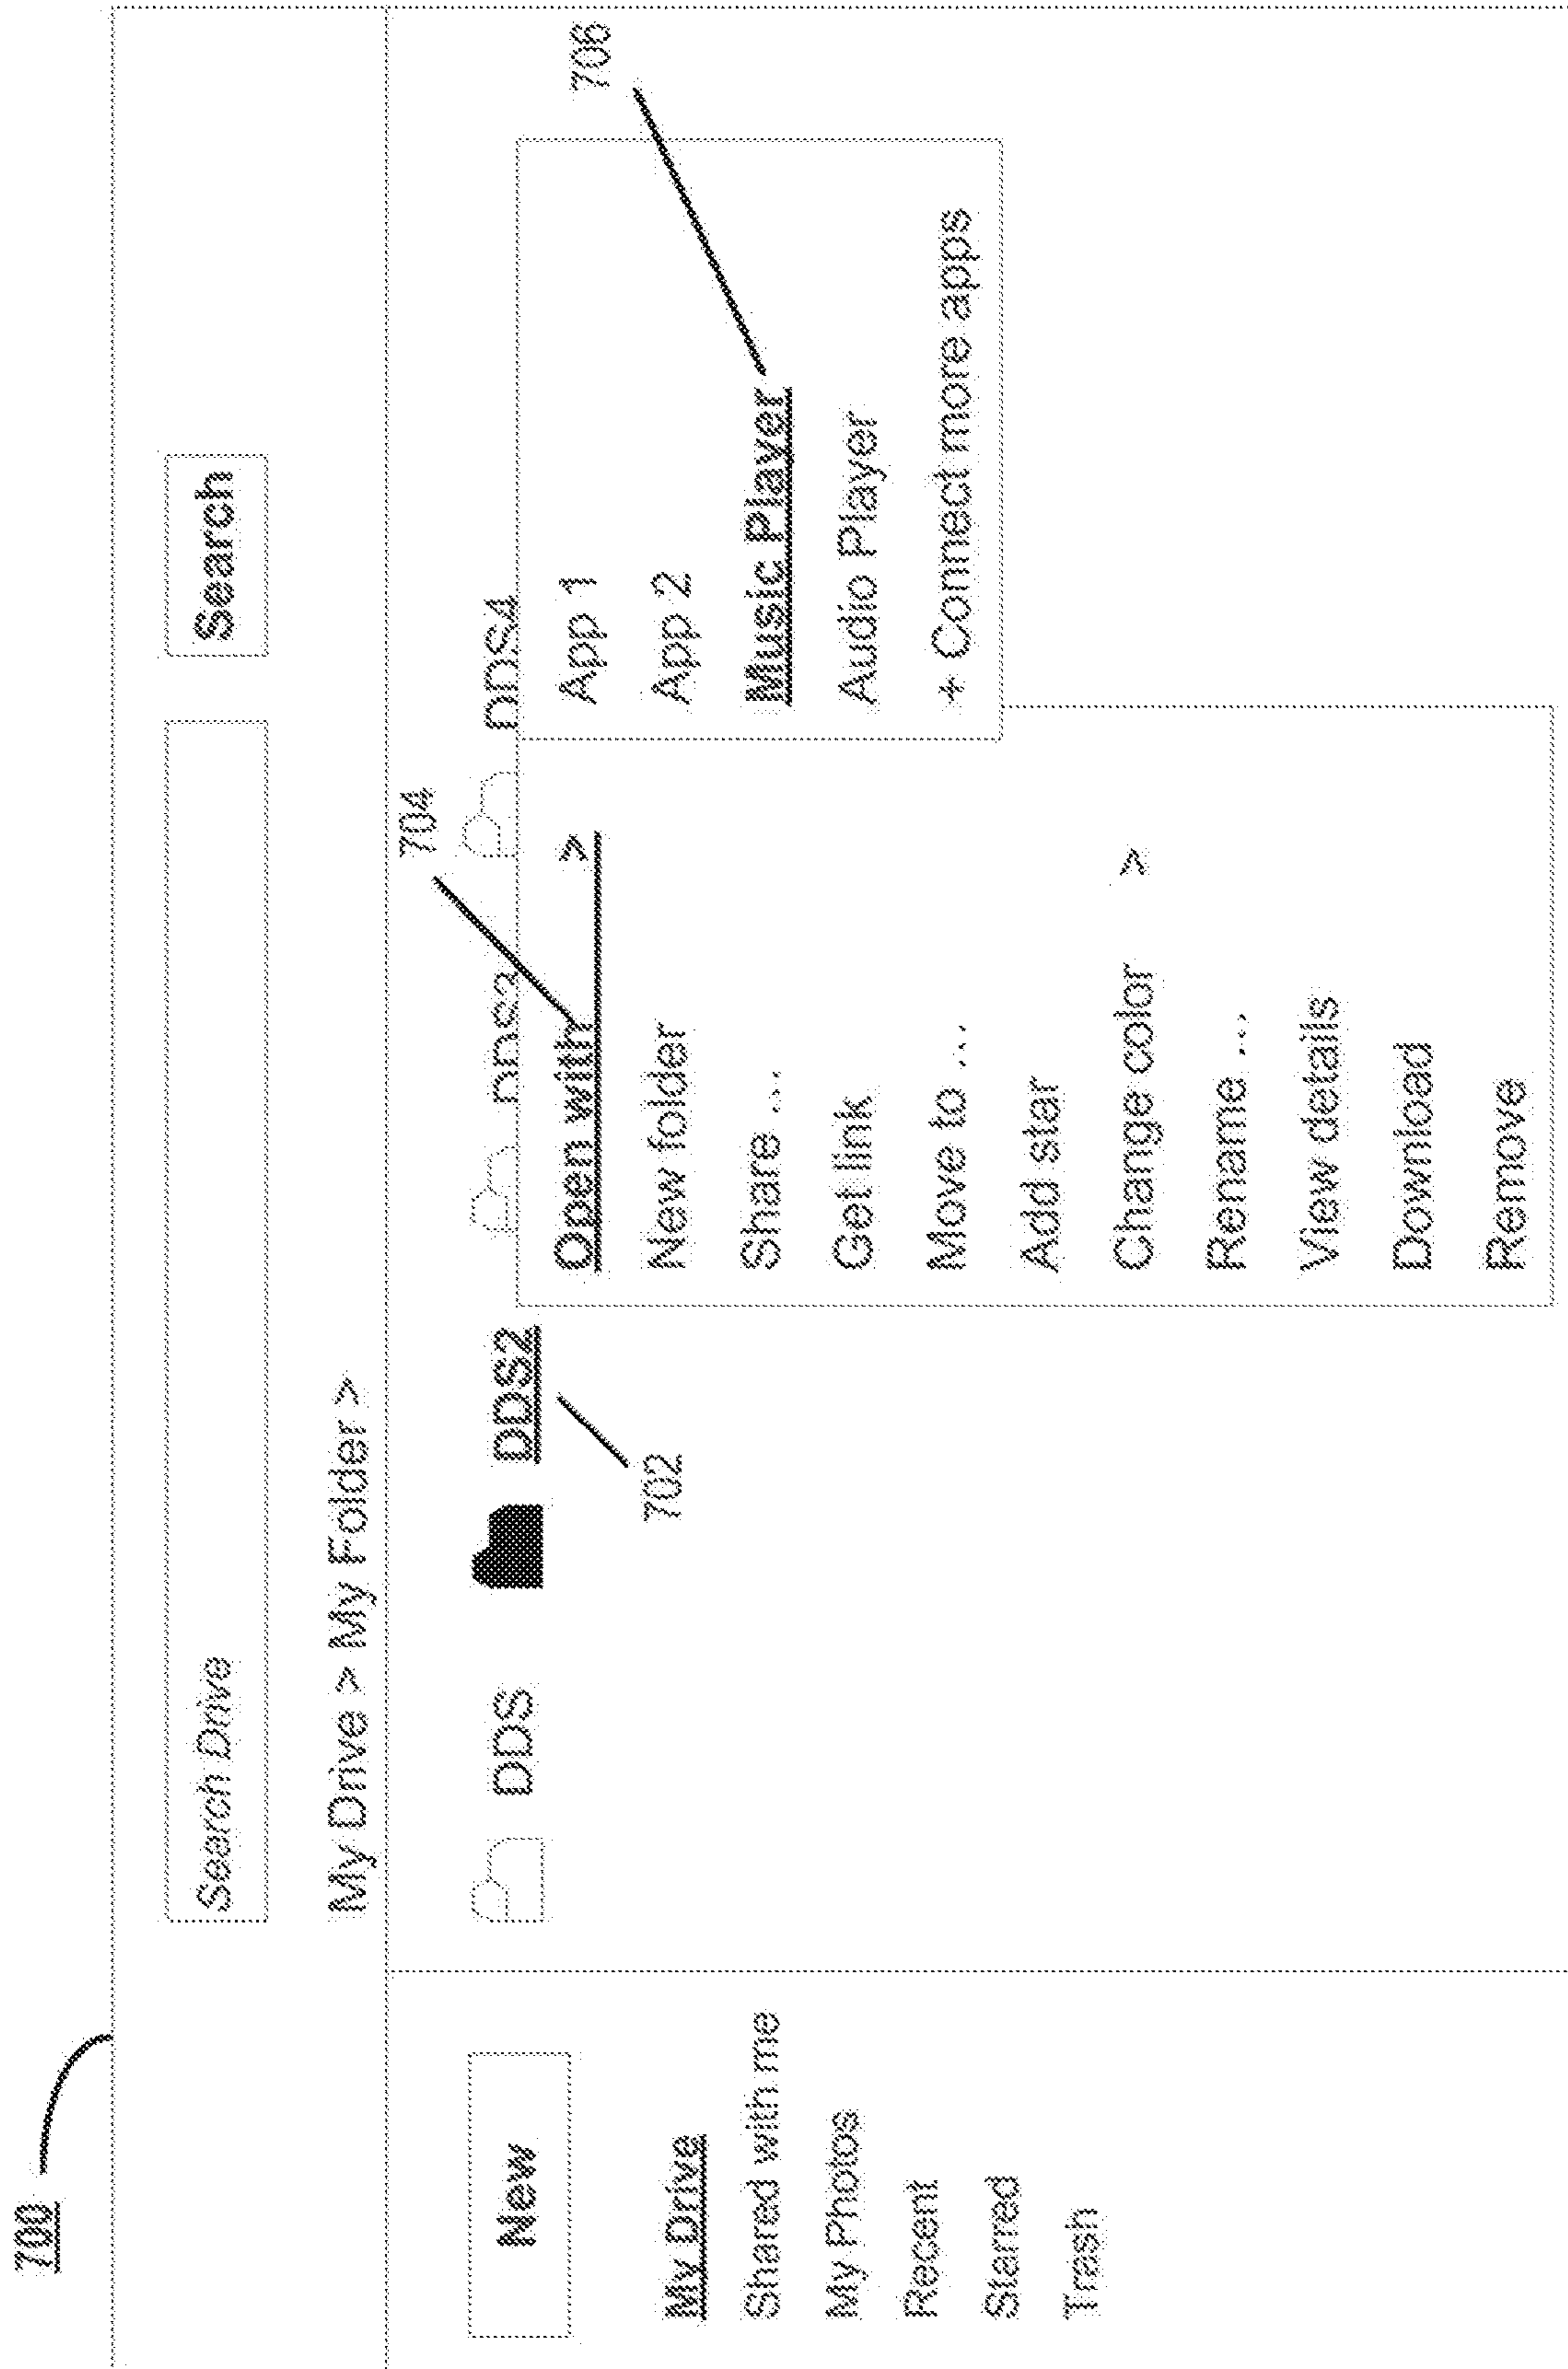 700
Search Drive
Search
My Drive > My Folder >
New
My Drive
Shared with me
My Photos
Recent
Starred
Trash
DDS
DDS2
702
704
Open with >
New folder
Share ...
Get link
Move to ...
Add star
Change color >
Rename ...
View details
Download
Remove
706
App 1
App 2
Music Player
Audio Player
+ Connect more apps